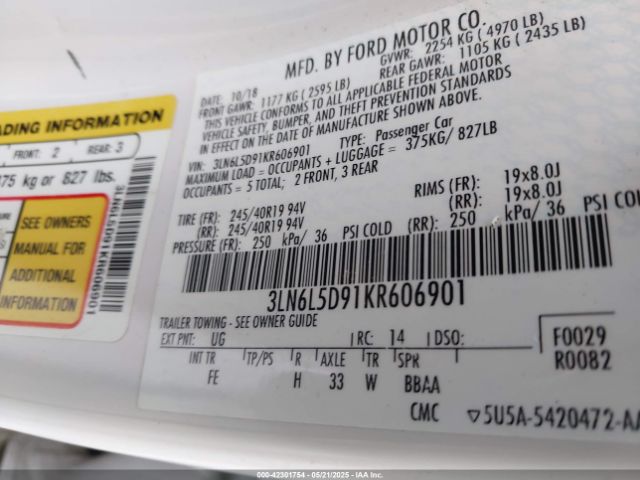 MFD. BY FORD MOTOR CO.
DATE: 10/18 GVWR: 2254 KG ( 4970 LB)
FRONT GAWR: 1177 KG ( 2595 LB) REAR GAWR: 1105 KG ( 2435 LB)
THIS VEHICLE CONFORMS TO ALL APPLICABLE FEDERAL MOTOR
VEHICLE SAFETY, BUMPER, AND THEFT PREVENTION STANDARDS
IN EFFECT ON THE DATE OF MANUFACTURE SHOWN ABOVE.
VIN: 3LN6L5D91KR606901 TYPE: Passenger Car
MAXIMUM LOAD = OCCUPANTS + LUGGAGE = 375KG/ 827LB
OCCUPANTS = 5 TOTAL; 2 FRONT, 3 REAR
TIRE (FR): 245/40R19 94V RIMS (FR): 19x8.0J
(RR): 245/40R19 94V (RR): 19x8.0J
PRESSURE (FR): 250 kPa/ 36 PSI COLD (RR): 250 kPa/ 36 PSI COLD
3LN6L5D91KR606901
TRAILER TOWING - SEE OWNER GUIDE
EXT PNT: UG RC: 14 DSO: F0029
INT TR TP/PS R AXLE TR SPR R0082
FE H 33 W BBAA
CMC 5U5A-5420472-AA
ADING INFORMATION
FRONT: 2 REAR: 3
75 kg or 827 lbs.
SEE OWNERS
MANUAL FOR
ADDITIONAL
INFORMATION
3LN6L5D91KR606901
000-42301754 - 05/21/2025 - IAAI.COM